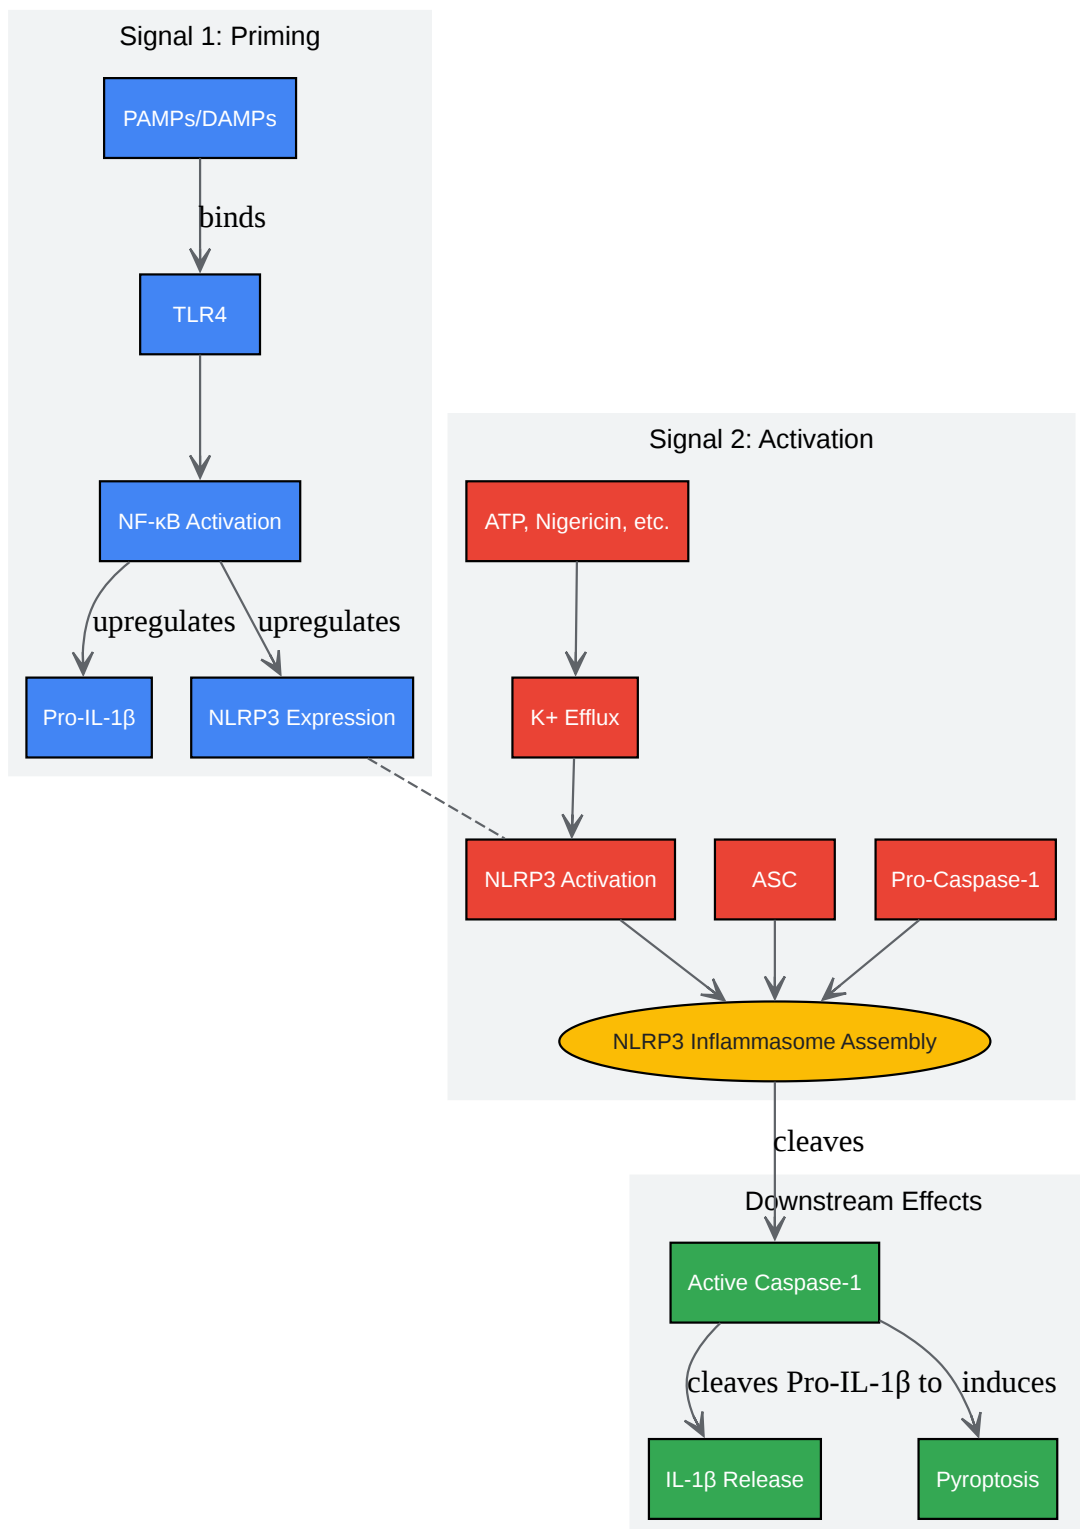 Signal 1: Priming
PAMPs/DAMPs
binds
TLR4
NF-κB Activation
upregulates
upregulates
Pro-IL-1β
NLRP3 Expression
Signal 2: Activation
ATP, Nigericin, etc.
K+ Efflux
NLRP3 Activation
ASC
Pro-Caspase-1
NLRP3 Inflammasome Assembly
cleaves
Downstream Effects
Active Caspase-1
cleaves Pro-IL-1β to
induces
IL-1β Release
Pyroptosis